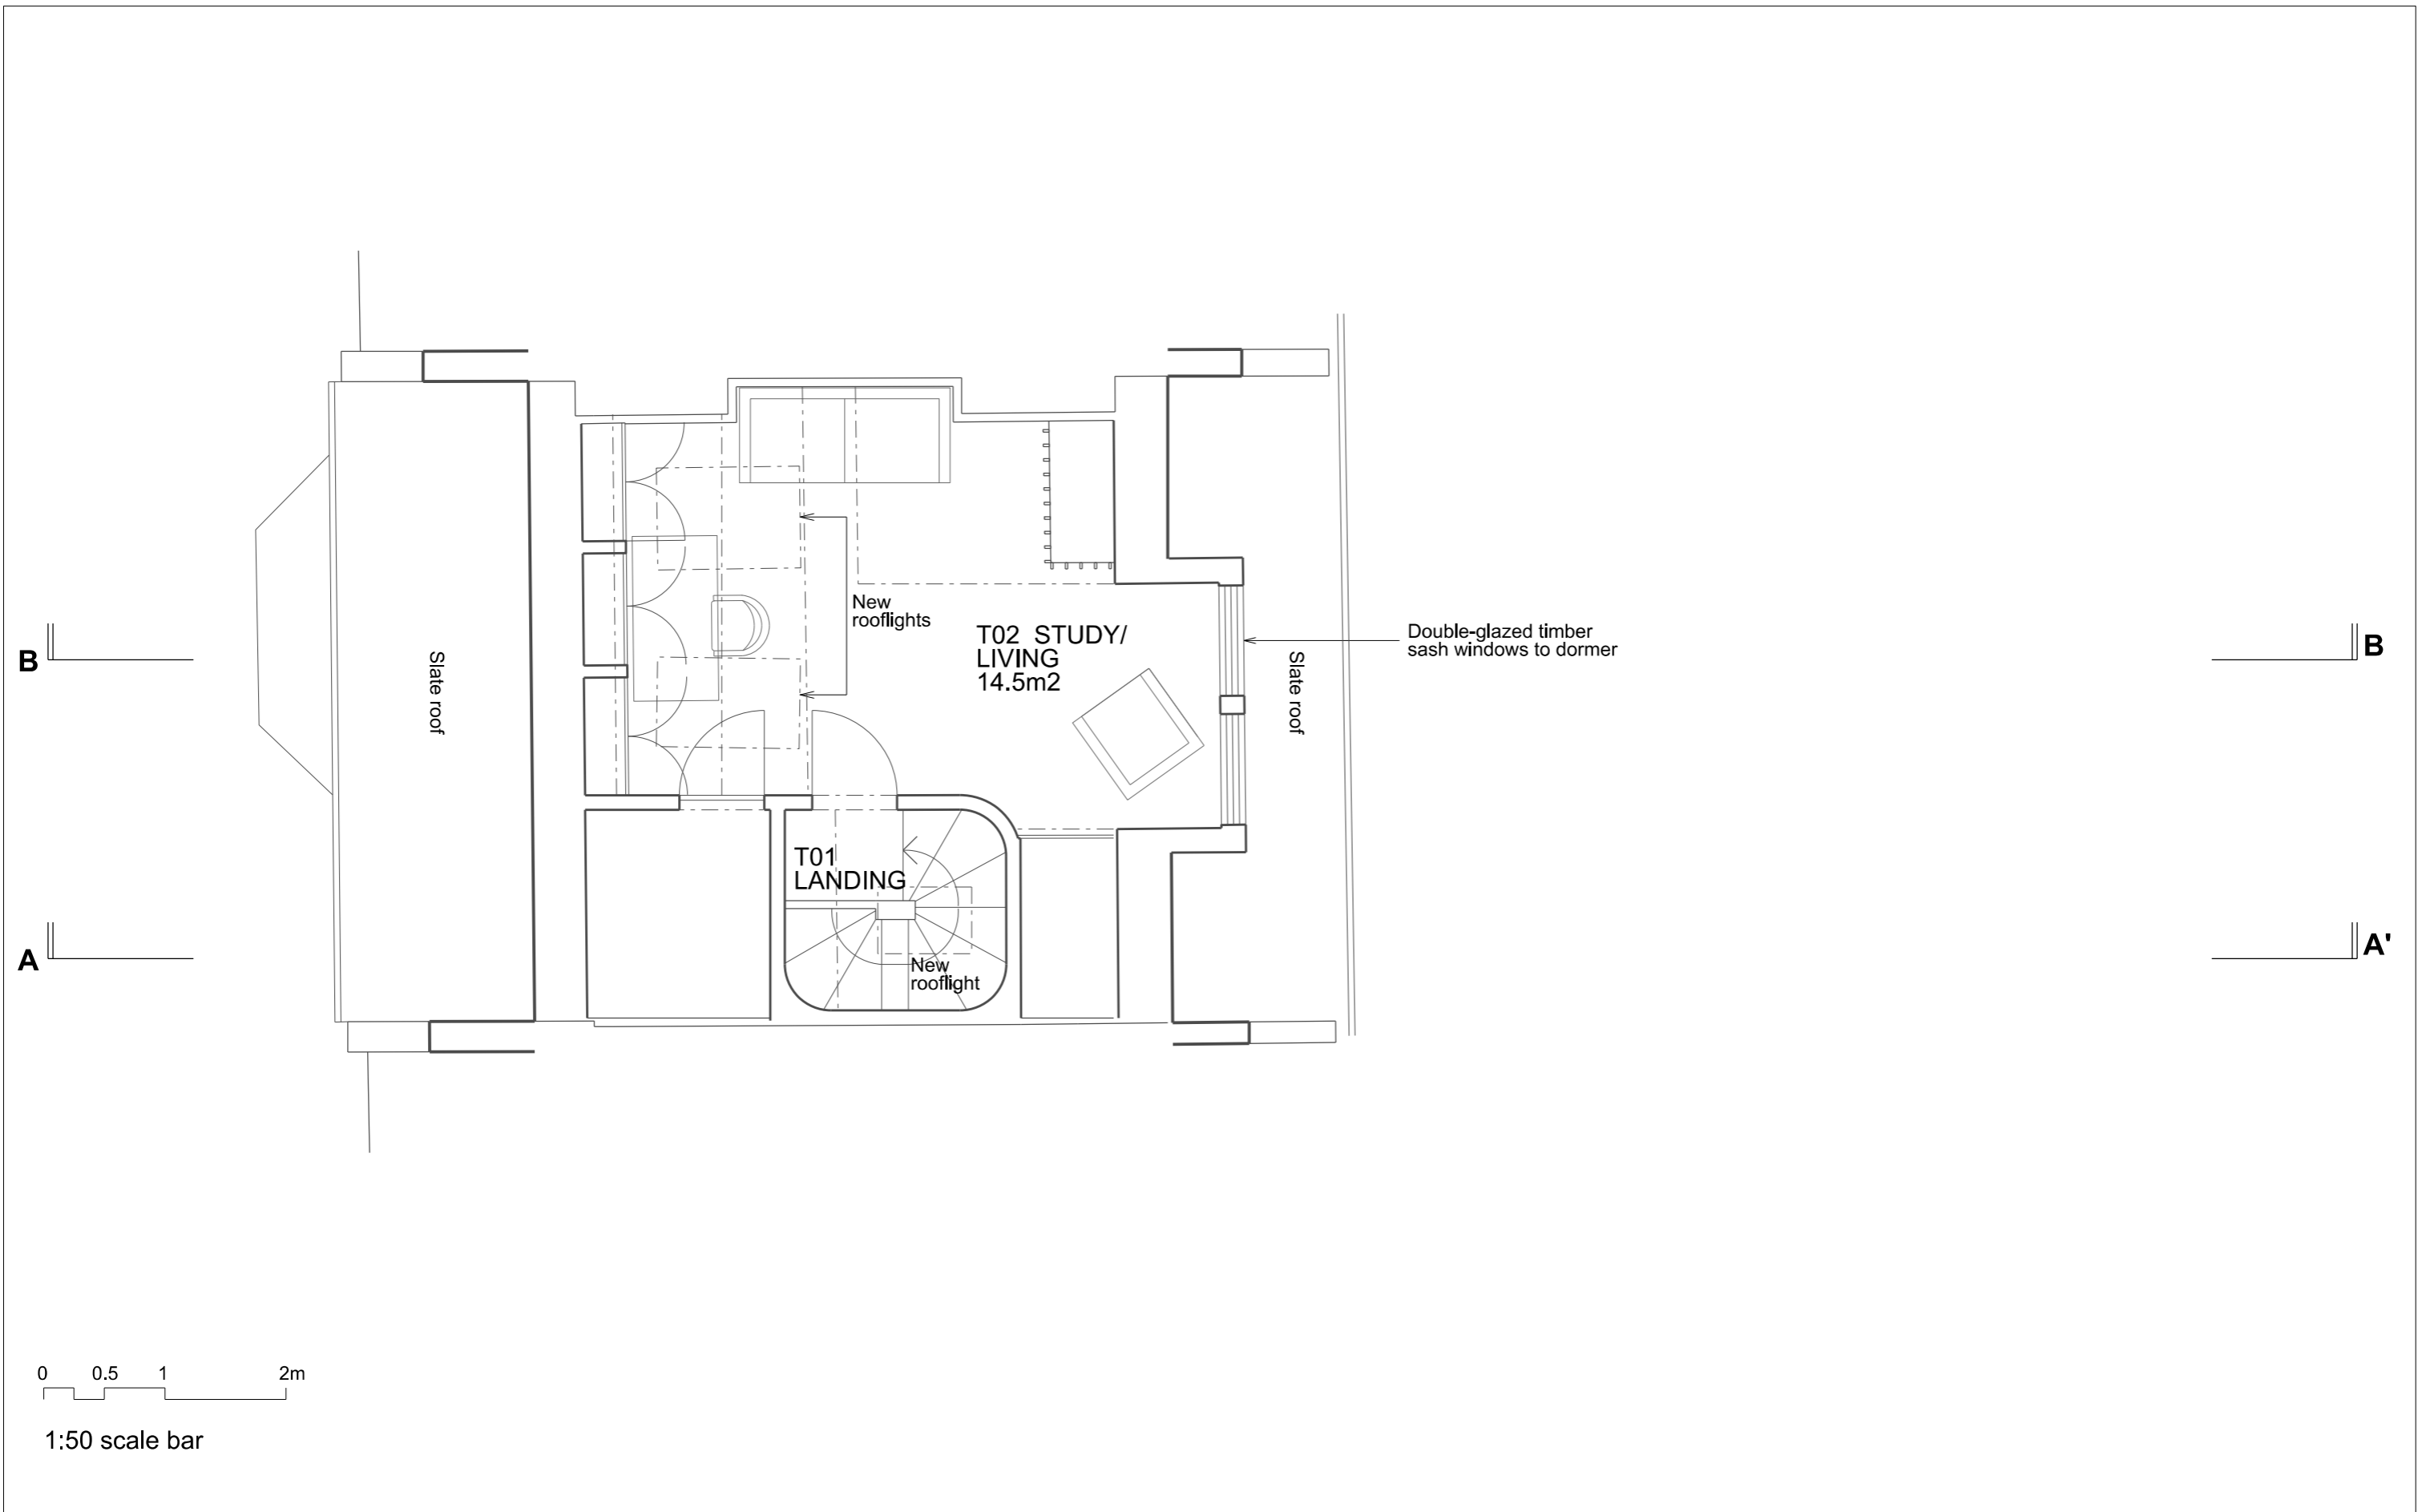 New
rooflights
T02 STUDY/
LIVING
14.5m2
Double-glazed timber
sash windows to dormer
B
Slate roof
Slate roof
B
T01
LANDING
A
New
rooflight
A'
0 0.5 1 2m
1:50 scale bar